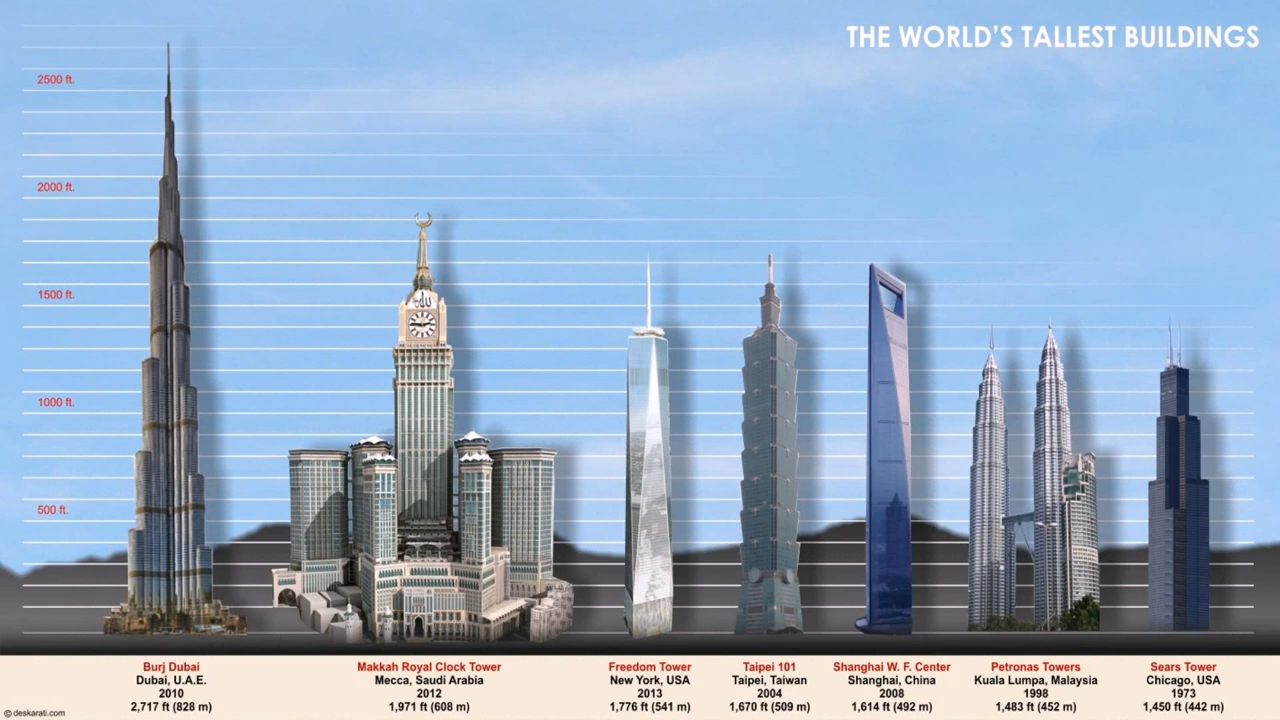 THE WORLD'S TALLEST BUILDINGS
2500 ft.
2000 ft.
1500 ft.
1000 ft.
500 ft.
Burj Dubai
Dubai, U.A.E.
2010
2,717 ft (828 m)
Makkah Royal Clock Tower
Mecca, Saudi Arabia
2012
1,971 ft (608 m)
Freedom Tower
New York, USA
2013
1,776 ft (541 m)
Taipei 101
Taipei, Taiwan
2004
1,670 ft (509 m)
Shanghai W. F. Center
Shanghai, China
2008
1,614 ft (492 m)
Petronas Towers
Kuala Lumpa, Malaysia
1998
1,483 ft (452 m)
Sears Tower
Chicago, USA
1973
1,450 ft (442 m)
© deskarati.com